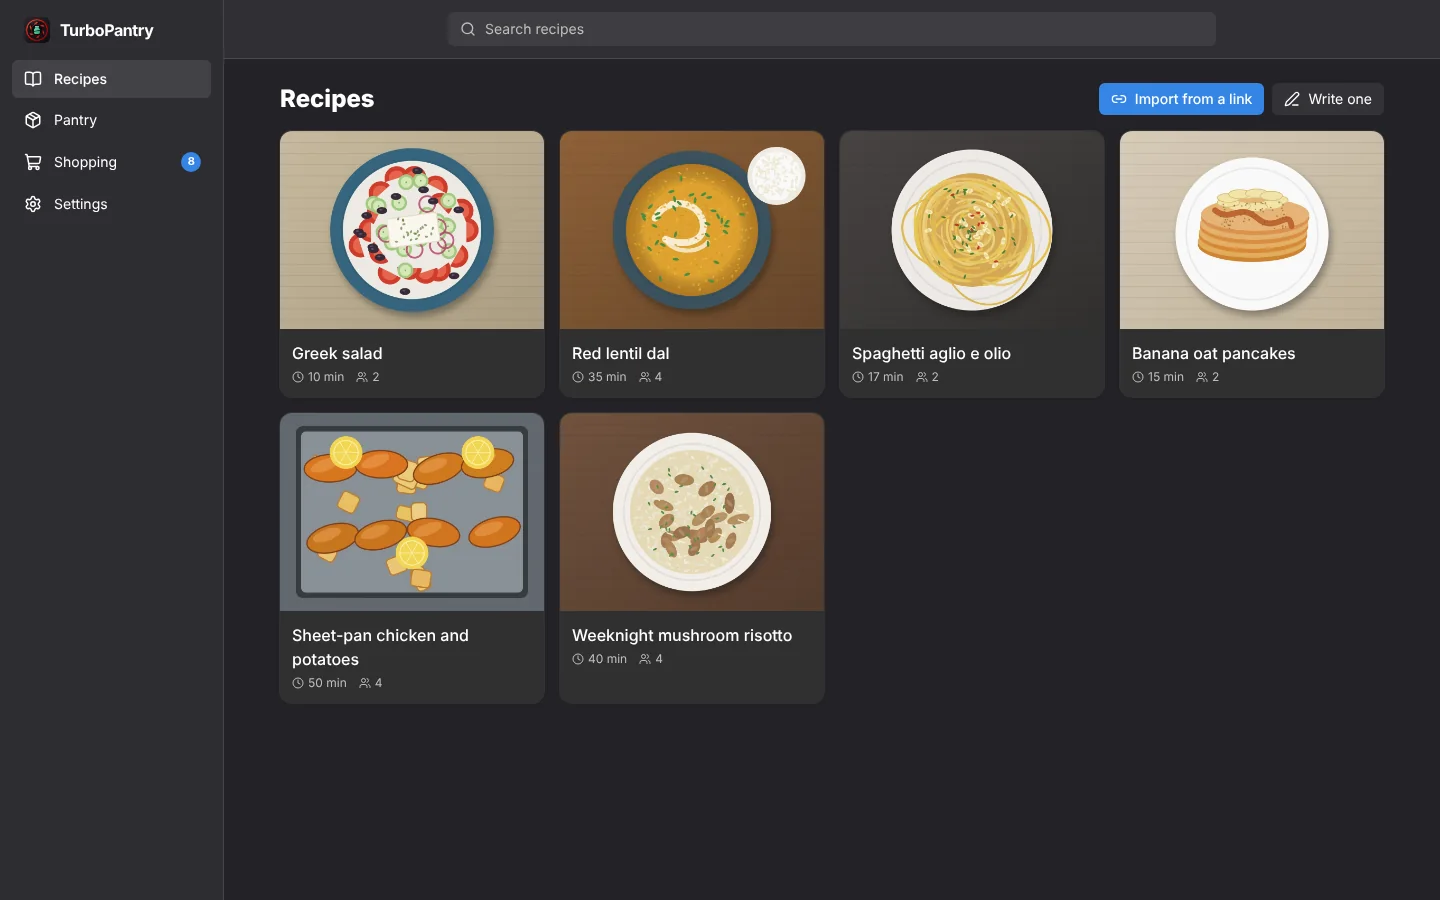 TurboPantry
Recipes
Pantry
Shopping
8
Settings
Search recipes
Recipes
Import from a link
Write one
Greek salad
10 min 2
Red lentil dal
35 min 4
Spaghetti aglio e olio
17 min 2
Banana oat pancakes
15 min 2
Sheet-pan chicken and
potatoes
50 min 4
Weeknight mushroom risotto
40 min 4